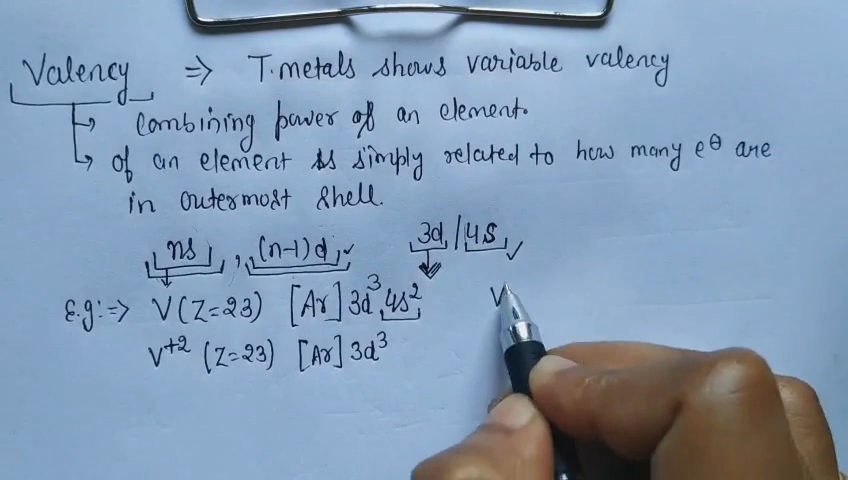 Valency ⇒ T.metals shows variable valency
↳ Combining power of an element.
↳ of an element is simply related to how many e⊖ are
in outermost shell.
ns , (n-1)d ✓ 3d / 4s ✓
E.g:⇒ V(Z=23) [Ar] 3d³, 4s² V
V⁺² (Z=23) [Ar] 3d³